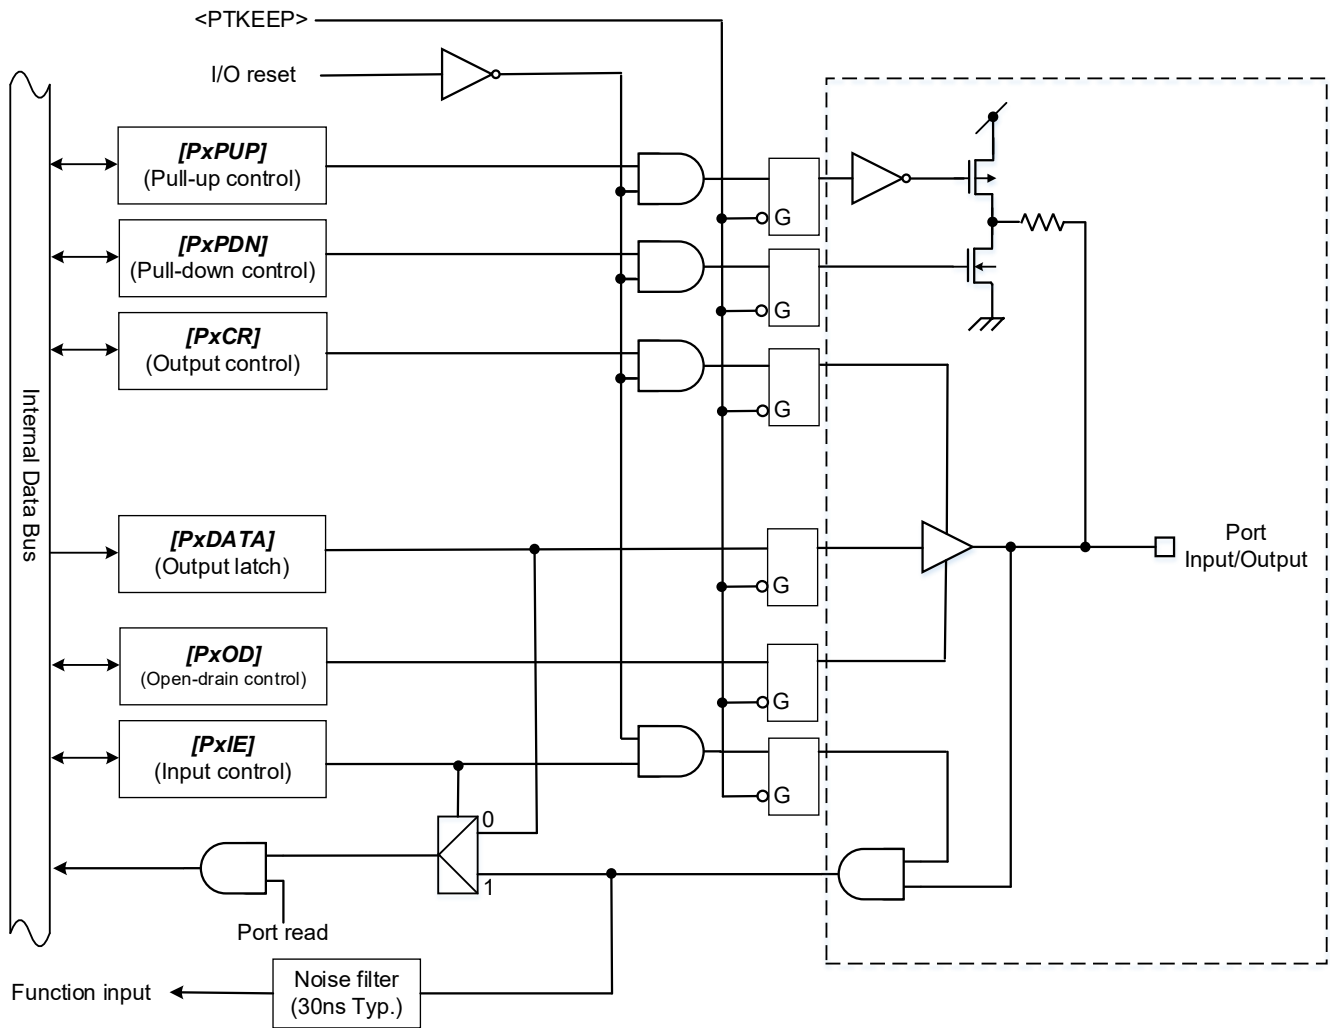 <PTKEEP>
I/O reset
[PxPUP]
(Pull-up control)
G
[PxPDN]
(Pull-down control)
G
[PxCR]
(Output control)
G
Internal Data Bus
[PxDATA]
(Output latch)
G
Port
Input/Output
[PxOD]
(Open-drain control)
G
[PxIE]
(Input control)
G
0
1
Port read
Noise filter
(30ns Typ.)
Function input